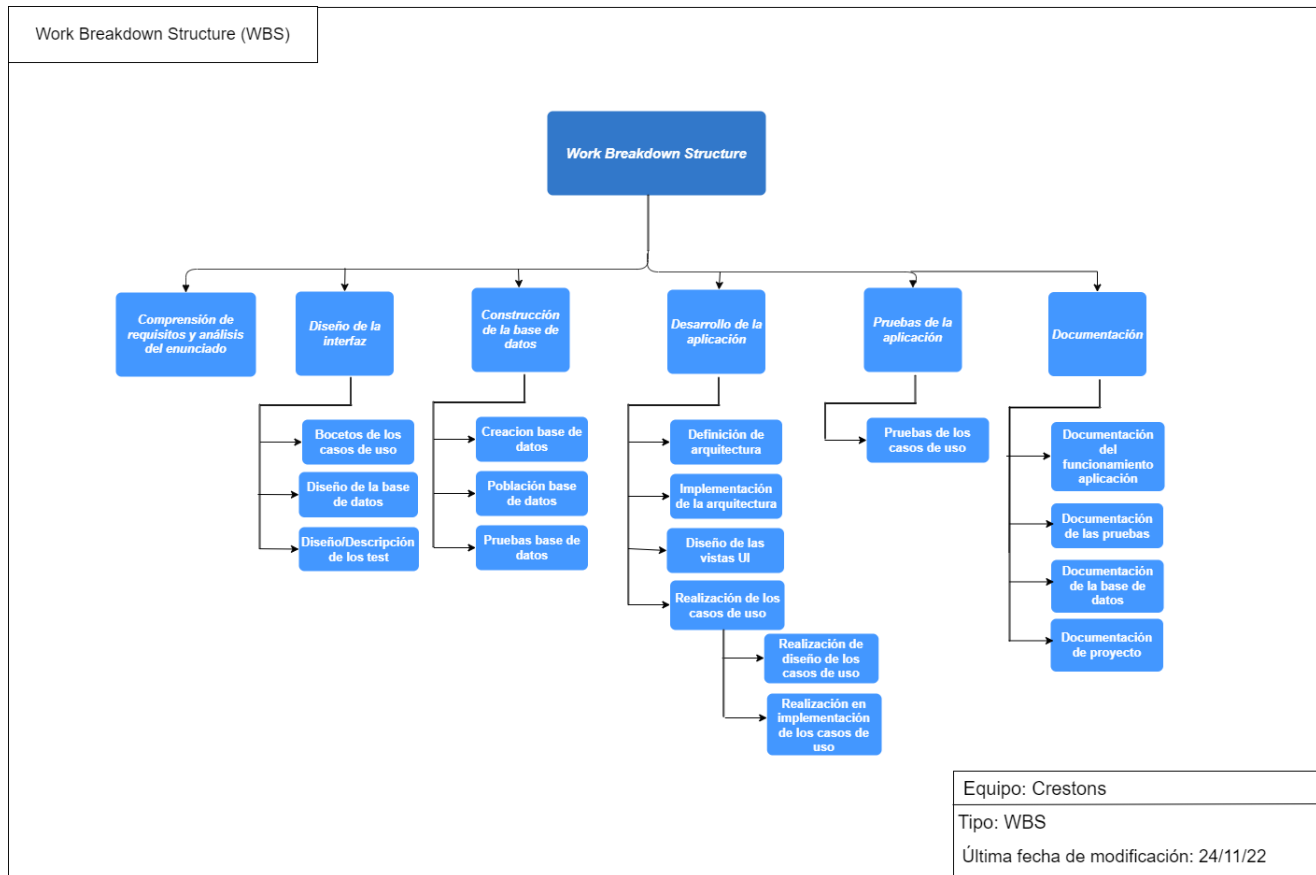 Work Breakdown Structure (WBS)
Work Breakdown Structure
Comprensión de
requisitos y análisis
del enunciado
Diseño de la
interfaz
Construcción
de la base de
datos
Desarrollo de la
aplicación
Pruebas de la
aplicación
Documentación
Bocetos de los
casos de uso
Diseño de la base
de datos
Diseño/Descripción
de los test
Creacion base de
datos
Población base
de datos
Pruebas base de
datos
Definición de
arquitectura
Implementación
de la arquitectura
Diseño de las
vistas UI
Realización de los
casos de uso
Realización de
diseño de los
casos de uso
Realización en
implementación
de los casos de
uso
Pruebas de los
casos de uso
Documentación
del
funcionamiento
aplicación
Documentación
de las pruebas
Documentación
de la base de
datos
Documentación
de proyecto
Equipo: Crestons
Tipo: WBS
Última fecha de modificación: 24/11/22